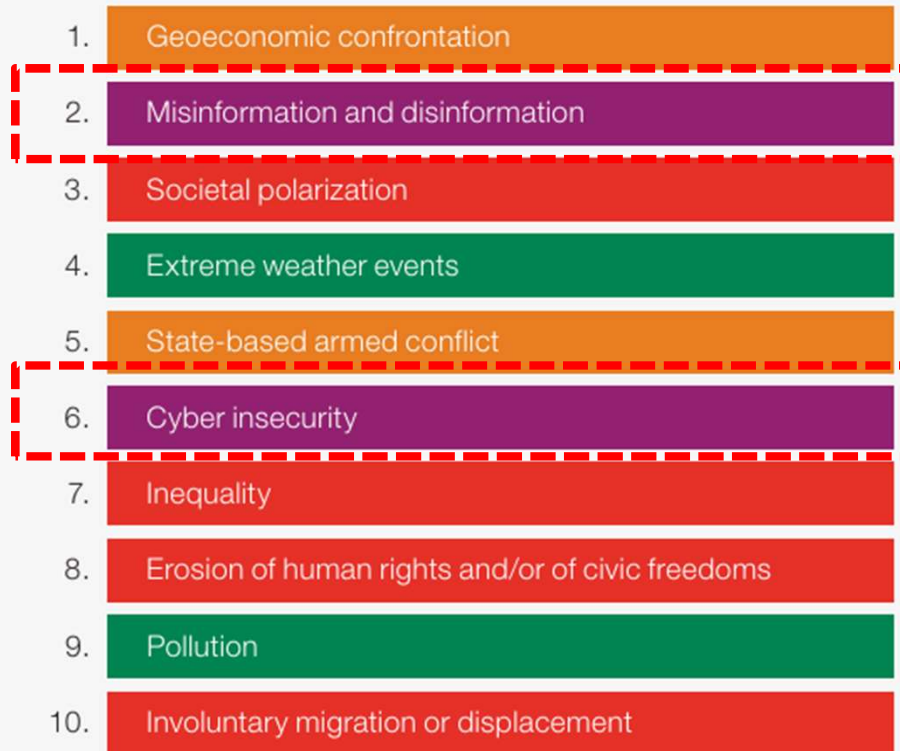 1. Geoeconomic confrontation
2. Misinformation and disinformation
3. Societal polarization
4. Extreme weather events
5. State-based armed conflict
6. Cyber insecurity
7. Inequality
8. Erosion of human rights and/or of civic freedoms
9. Pollution
10. Involuntary migration or displacement